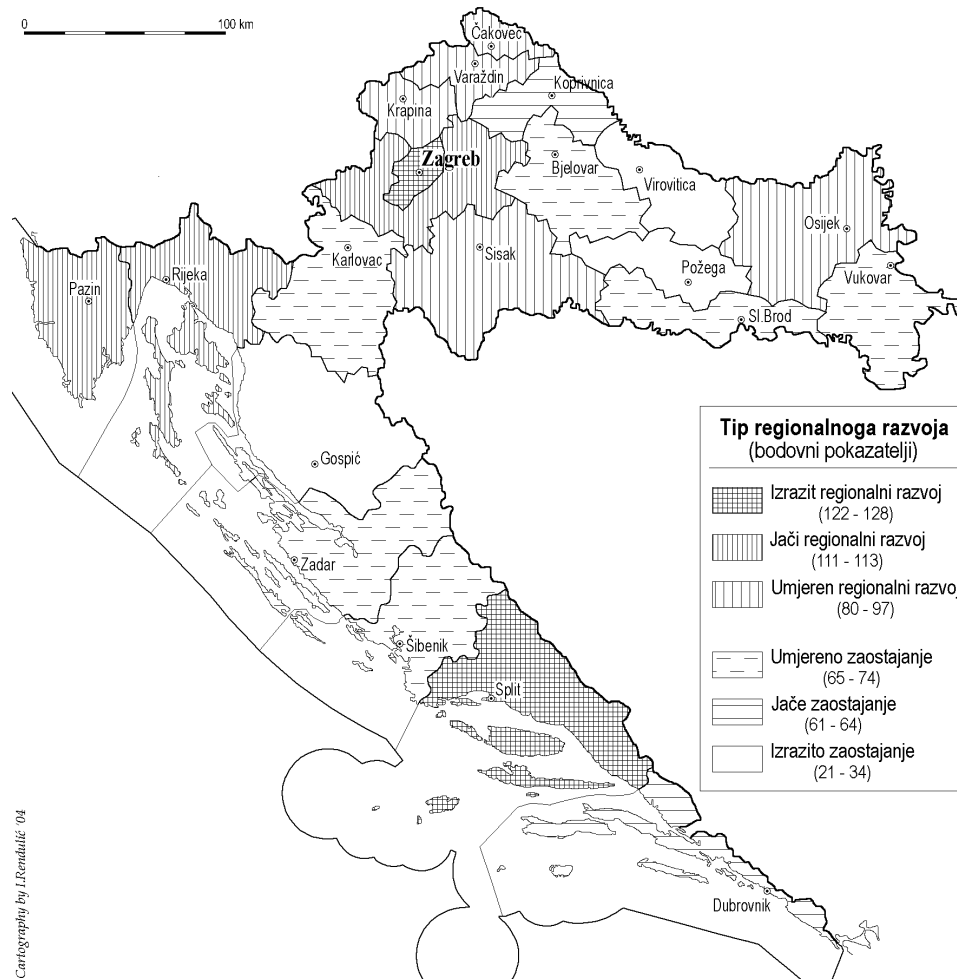 0 100 km
Čakovec
Varaždin
Koprivnica
Krapina
Zagreb
Bjelovar
Virovitica
Osijek
Sisak
Karlovac
Rijeka
Pazin
Požega
Vukovar
Sl.Brod
Gospić
Zadar
Šibenik
Split
Dubrovnik
Tip regionalnoga razvoja
(bodovni pokazatelji)
Izrazit regionalni razvoj
(122 - 128)
Jači regionalni razvoj
(111 - 113)
Umjeren regionalni razvoj
(80 - 97)
Umjereno zaostajanje
(65 - 74)
Jače zaostajanje
(61 - 64)
Izrazito zaostajanje
(21 - 34)
Cartography by I.Rendulić '04